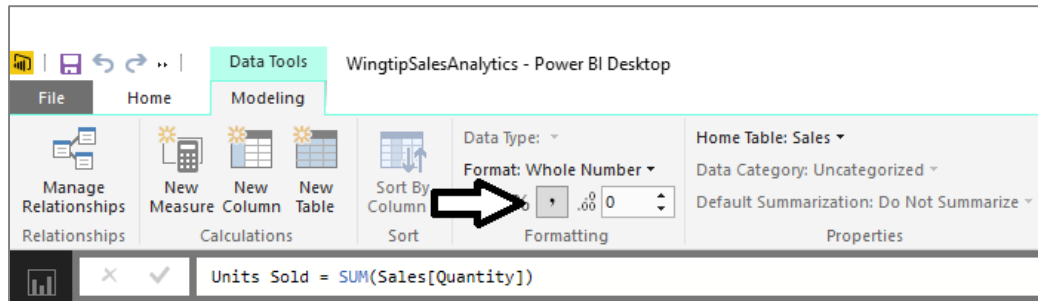 Data Tools
WingtipSalesAnalytics - Power BI Desktop
File
Home
Modeling
Manage
Relationships
New
Measure
New
Column
New
Table
Sort By
Column
Data Type:
Format: Whole Number
% , .00 0
Home Table: Sales
Data Category: Uncategorized
Default Summarization: Do Not Summarize
Relationships
Calculations
Sort
Formatting
Properties
Units Sold = SUM(Sales[Quantity])